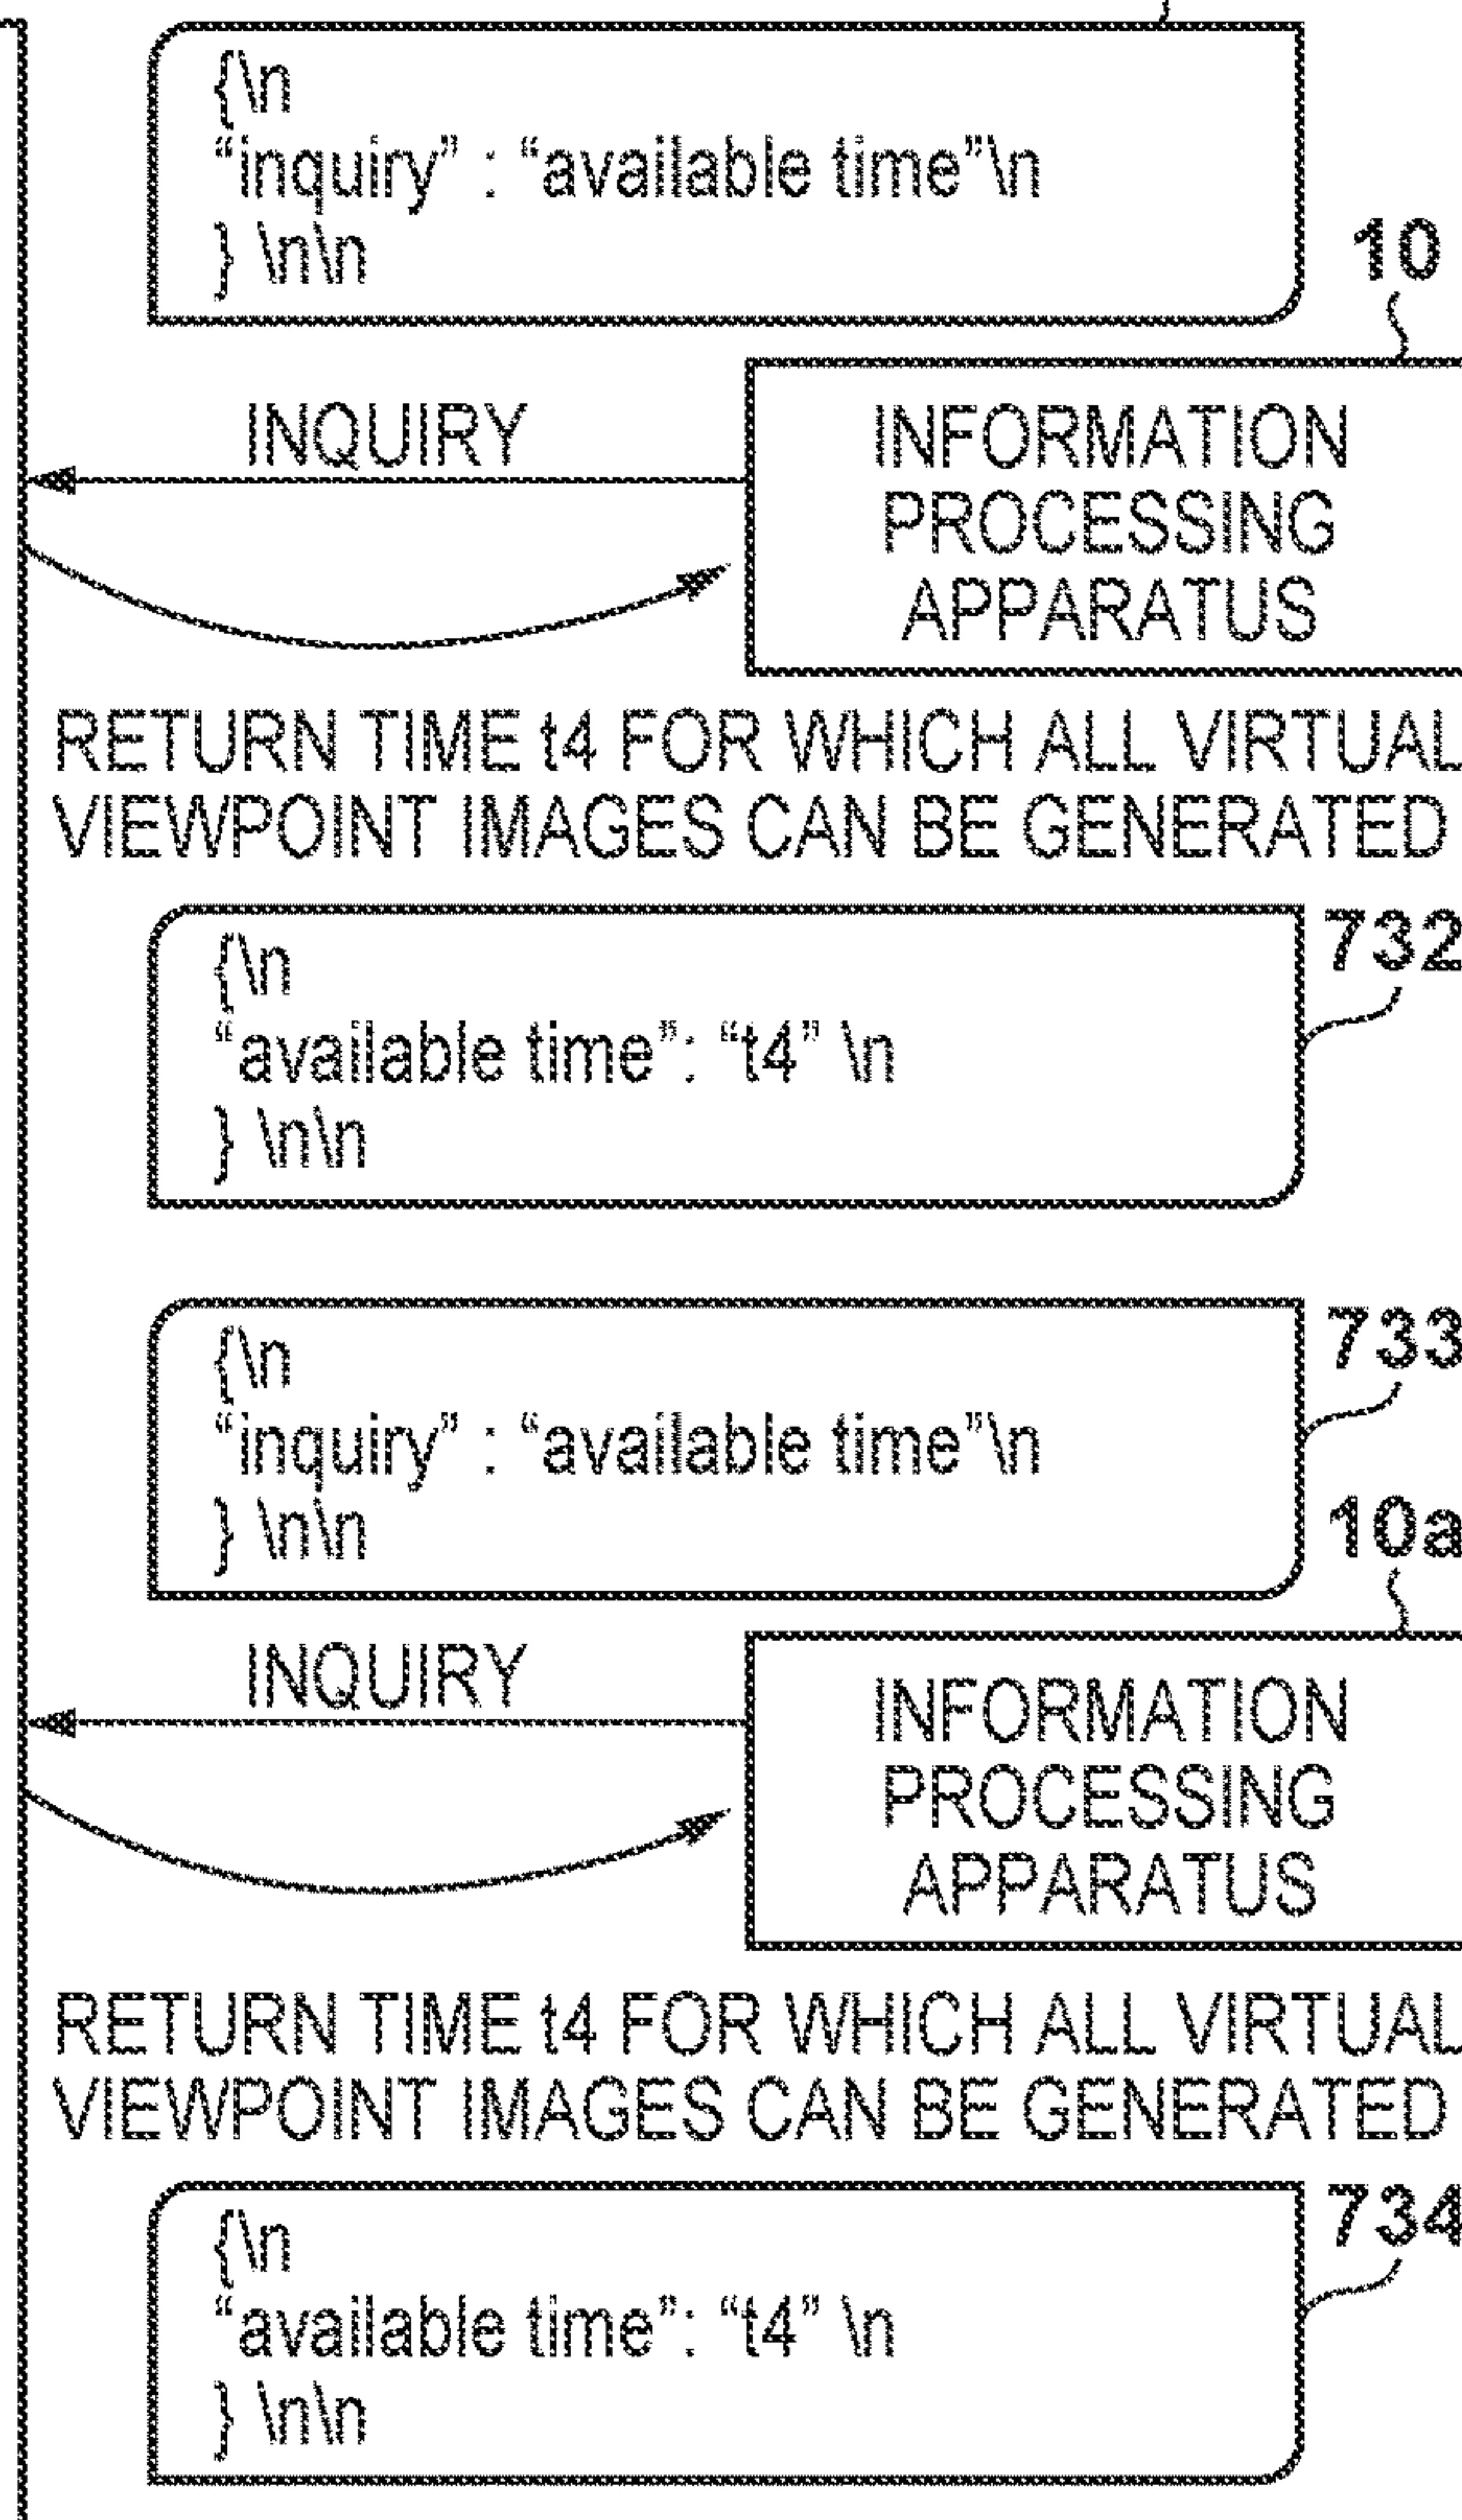 {\n
“inquiry” : “available time”\n
} \n\n
10
INQUIRY
INFORMATION
PROCESSING
APPARATUS
RETURN TIME t4 FOR WHICH ALL VIRTUAL
VIEWPOINT IMAGES CAN BE GENERATED
732
{\n
“available time”: “t4” \n
} \n\n
733
{\n
“inquiry” : “available time”\n
} \n\n
10a
INQUIRY
INFORMATION
PROCESSING
APPARATUS
RETURN TIME t4 FOR WHICH ALL VIRTUAL
VIEWPOINT IMAGES CAN BE GENERATED
734
{\n
“available time”: “t4” \n
} \n\n